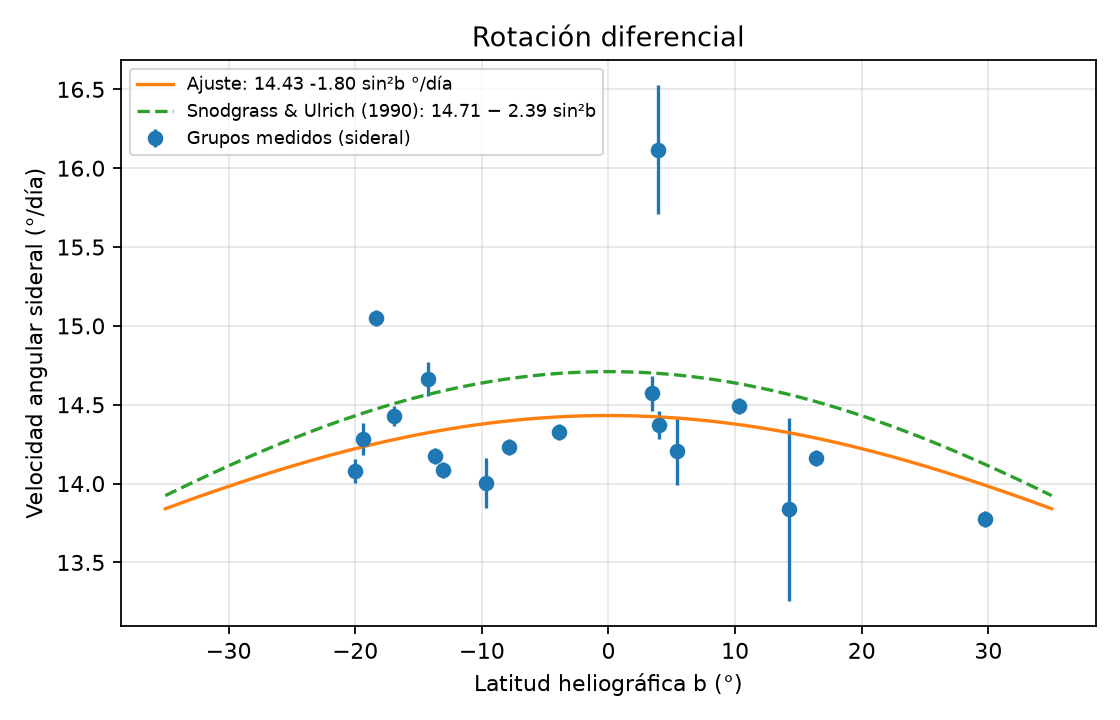 Rotación diferencial
Ajuste: 14.43 -1.80 sin²b °/día
Snodgrass & Ulrich (1990): 14.71 − 2.39 sin²b
Grupos medidos (sideral)
Velocidad angular sideral (°/día)
16.5
16.0
15.5
15.0
14.5
14.0
13.5
−30 −20 −10 0 10 20 30
Latitud heliográfica b (°)